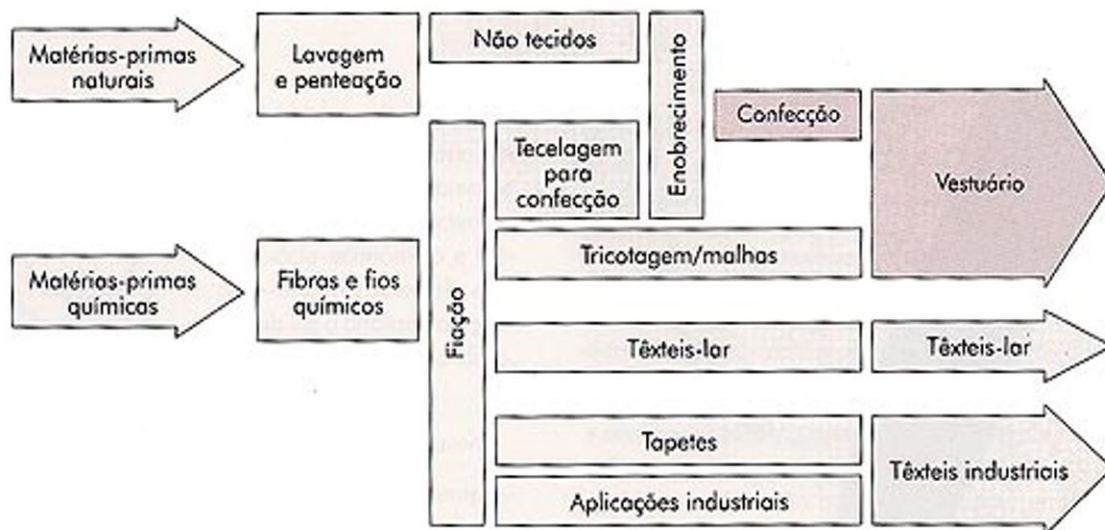 Matérias-primas
naturais
Lavagem
e penteação
Não tecidos
Enobrecimento
Confecção
Vestuário
Tecelagem
para
confecção
Matérias-primas
químicas
Fibras e fios
químicos
Fiação
Tricotagem/malhas
Têxteis-lar
Têxteis-lar
Tapetes
Aplicações industriais
Têxteis industriais